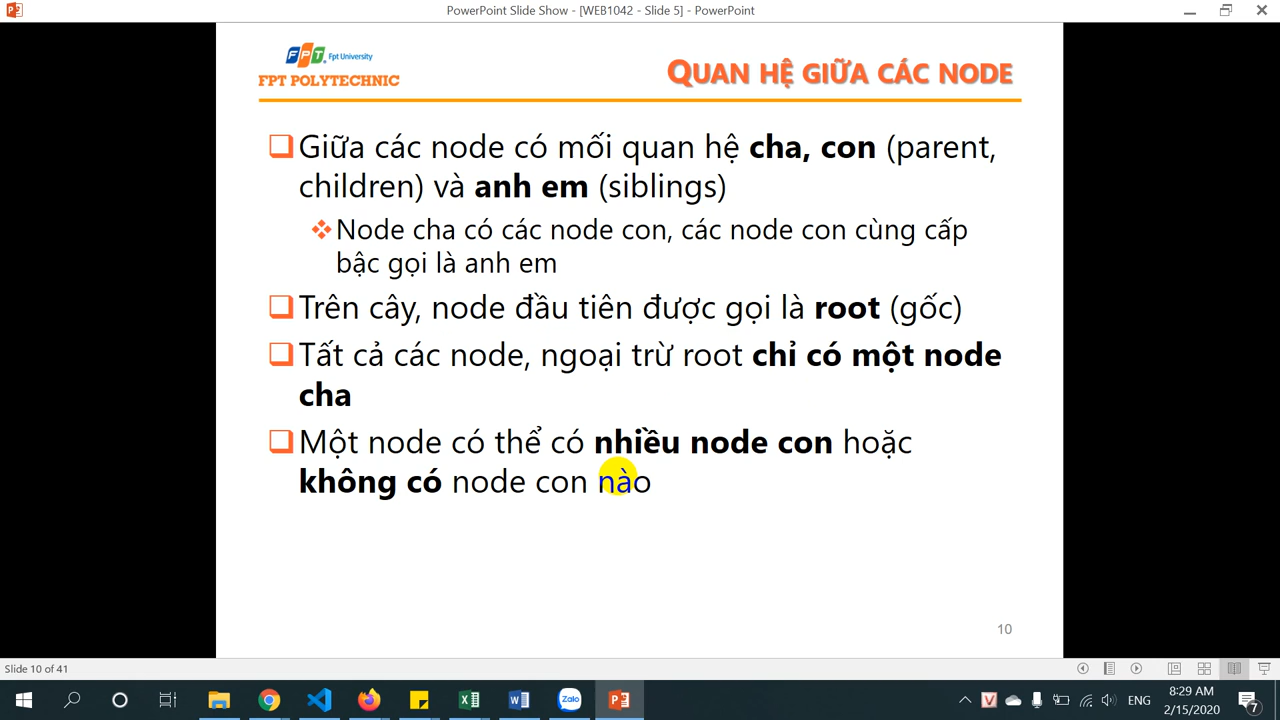 PowerPoint Slide Show - [WEB1042 - Slide 5] - PowerPoint
FPT. Fpt University
FPT POLYTECHNIC
QUAN HỆ GIỮA CÁC NODE
Giữa các node có mối quan hệ cha, con (parent,
children) và anh em (siblings)
Node cha có các node con, các node con cùng cấp
bậc gọi là anh em
Trên cây, node đầu tiên được gọi là root (gốc)
Tất cả các node, ngoại trừ root chỉ có một node
cha
Một node có thể có nhiều node con hoặc
không có node con nào
10
Slide 10 of 41
Zalo
ENG
8:29 AM
2/15/2020
7